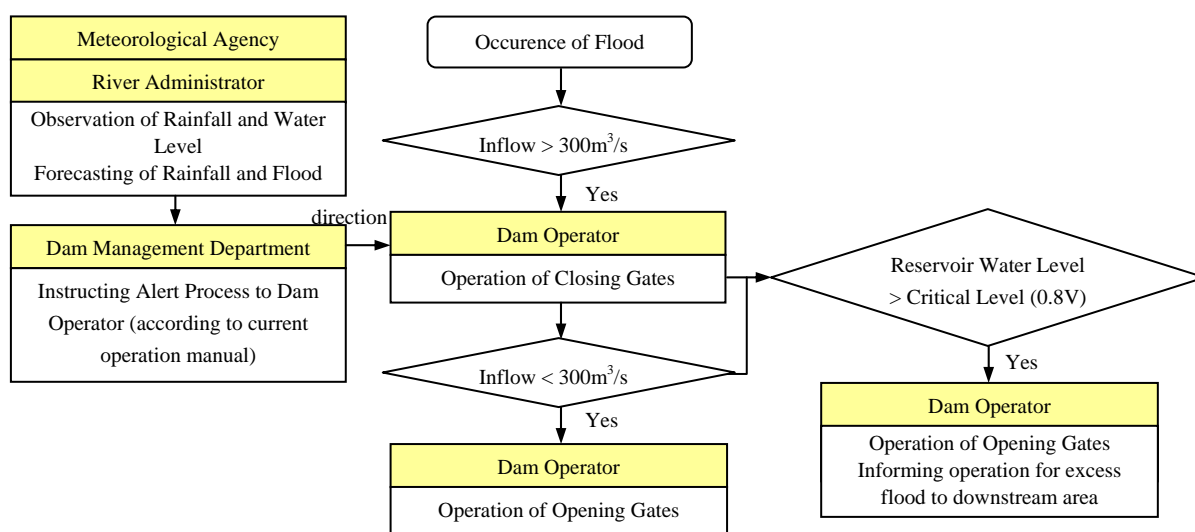 Meteorological Agency
River Administrator
Observation of Rainfall and Water
Level
Forecasting of Rainfall and Flood
direction
Dam Management Department
Instructing Alert Process to Dam
Operator (according to current
operation manual)
Occurence of Flood
Inflow > 300m³/s
Yes
Dam Operator
Operation of Closing Gates
Inflow < 300m³/s
Yes
Dam Operator
Operation of Opening Gates
Reservoir Water Level
> Critical Level (0.8V)
Yes
Dam Operator
Operation of Opening Gates
Informing operation for excess
flood to downstream area